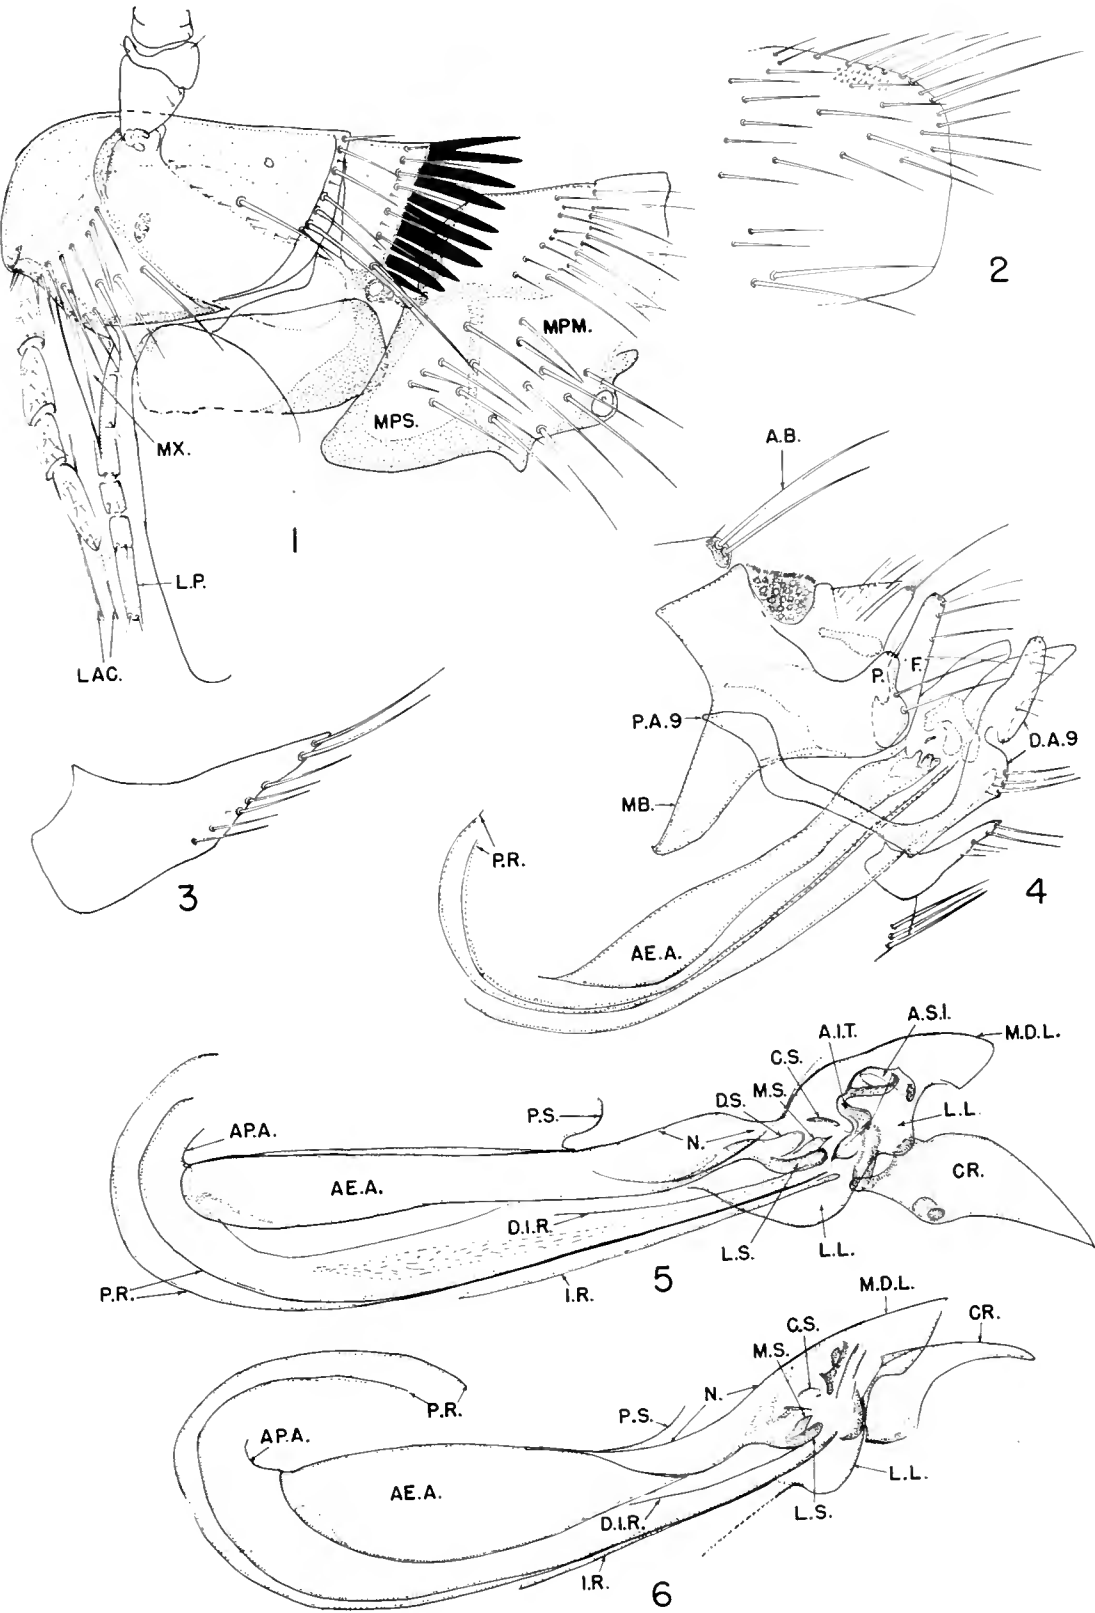 2
MPM.
MPS.
MX.
1
L.P.
LAC.
A.B.
P.
F.
P.A.9
D.A.9
MB.
P.R.
3
4
AE.A.
A.S.I.
A.I.T.
M.D.L.
C.S.
M.S.
D.S.
P.S.
L.L.
AP.A.
N.
AE.A.
CR.
D.I.R.
L.S.
L.L.
P.R.
I.R.
5
M.D.L.
C.S.
CR.
M.S.
N.
P.R.
P.S.
AP.A.
AE.A.
L.L.
L.S.
D.I.R.
I.R.
6